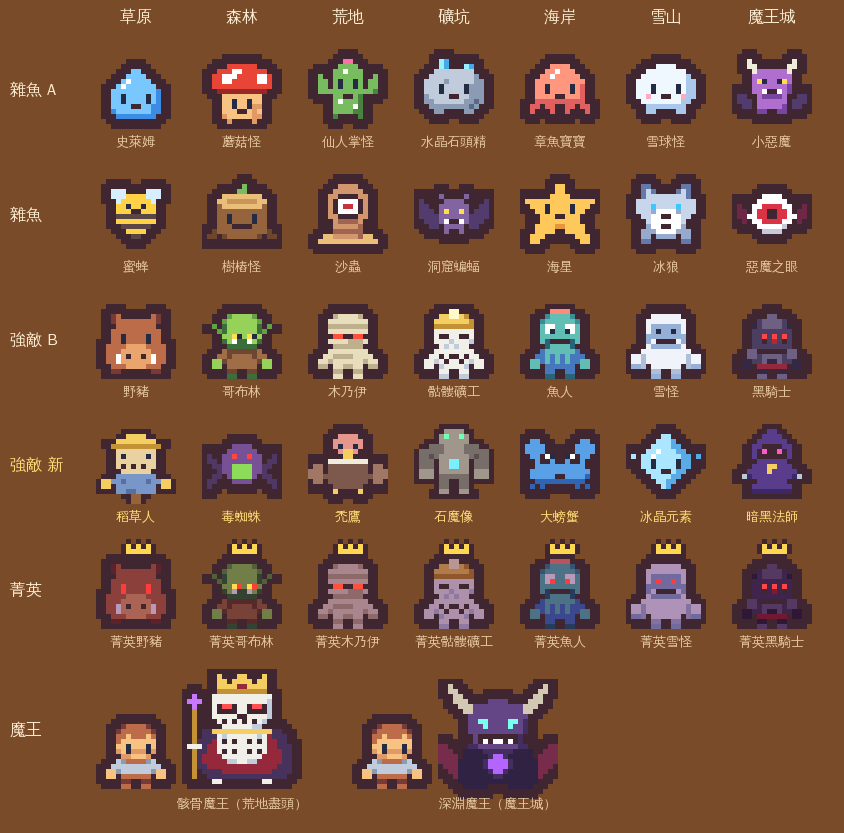 草原 森林 荒地 礦坑 海岸 雪山 魔王城
雜魚 A
史萊姆 蘑菇怪 仙人掌怪 水晶石頭精 章魚寶寶 雪球怪 小惡魔
雜魚
蜜蜂 樹樁怪 沙蟲 洞窟蝙蝠 海星 冰狼 惡魔之眼
強敵 B
野豬 哥布林 木乃伊 骷髏礦工 魚人 雪怪 黑騎士
強敵 新
稻草人 毒蜘蛛 禿鷹 石魔像 大螃蟹 冰晶元素 暗黑法師
菁英
菁英野豬 菁英哥布林 菁英木乃伊 菁英骷髏礦工 菁英魚人 菁英雪怪 菁英黑騎士
魔王
骸骨魔王（荒地盡頭） 深淵魔王（魔王城）